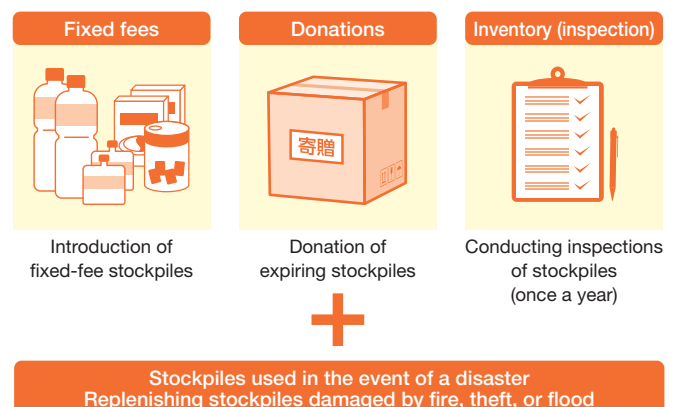 Fixed fees
Introduction of
fixed-fee stockpiles
Donations
寄贈
Donation of
expiring stockpiles
Inventory (inspection)
Conducting inspections
of stockpiles
(once a year)
+
Stockpiles used in the event of a disaster
Replenishing stockpiles damaged by fire, theft, or flood